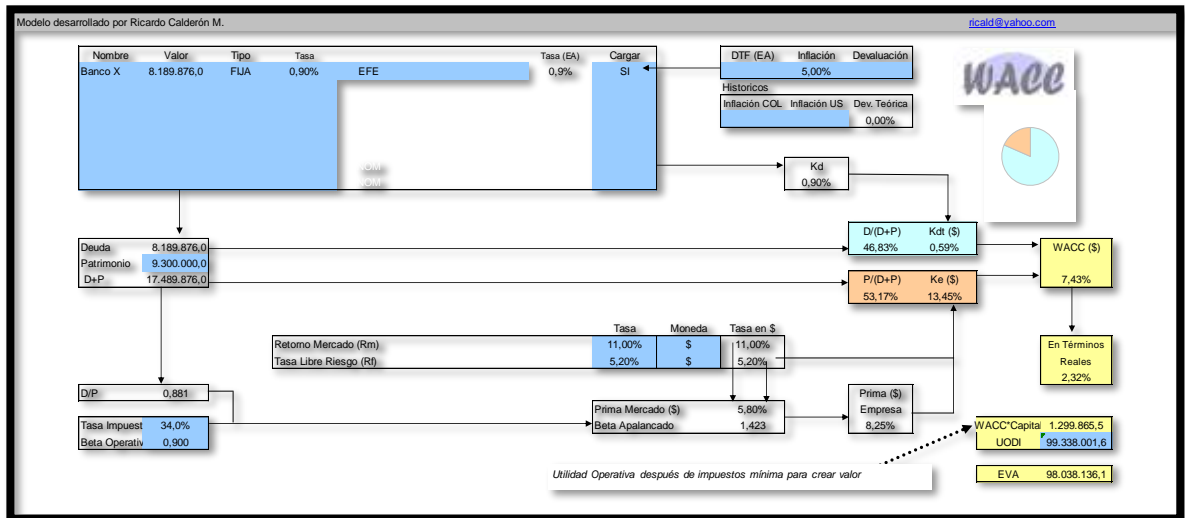 Modelo desarrollado por Ricardo Calderón M. ricald@yahoo.com
Nombre Valor Tipo Tasa Tasa (EA) Cargar
Banco X 8.189.876,0 FIJA 0,90% EFE 0,9% SI
DTF (EA) Inflación Devaluación
5,00%
Historicos
Inflación COL Inflación US Dev. Teórica
0,00%
WACC
NOM
NOM
Kd
0,90%
Deuda 8.189.876,0
Patrimonio 9.300.000,0
D+P 17.489.876,0
D/(D+P) Kdt ($)
46,83% 0,59%
P/(D+P) Ke ($)
53,17% 13,45%
WACC ($)
7,43%
Tasa Moneda Tasa en $
Retorno Mercado (Rm) 11,00% $ 11,00%
Tasa Libre Riesgo (Rf) 5,20% $ 5,20%
En Términos
Reales
2,32%
D/P 0,881
Tasa Impuest 34,0%
Beta Operativ 0,900
Prima Mercado ($) 5,80%
Beta Apalancado 1,423
Prima ($)
Empresa
8,25%
WACC*Capital 1.299.865,5
UODI 99.338.001,6
Utilidad Operativa después de impuestos mínima para crear valor
EVA 98.038.136,1